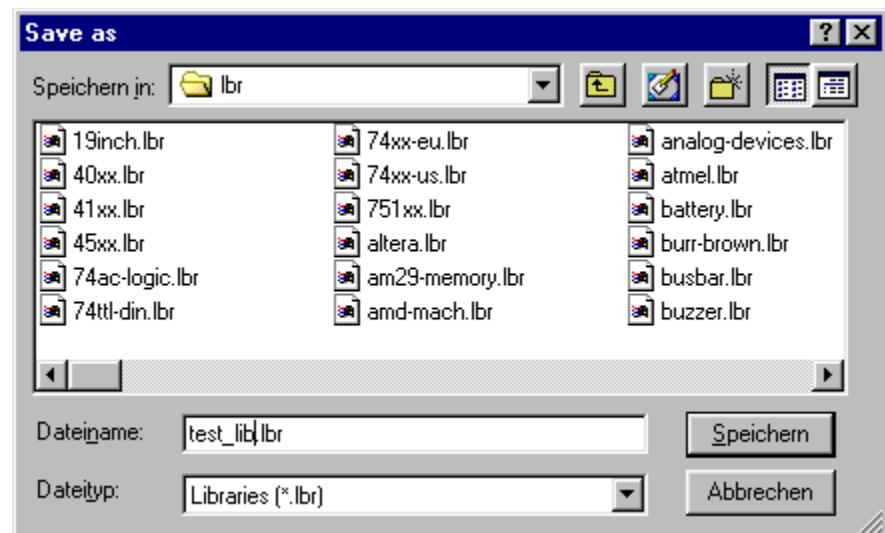 Save as
Speichern in: lbr
19inch.lbr
40xx.lbr
41xx.lbr
45xx.lbr
74ac-logic.lbr
74ttl-din.lbr
74xx-eu.lbr
74xx-us.lbr
751xx.lbr
altera.lbr
am29-memory.lbr
amd-mach.lbr
analog-devices.lbr
atmel.lbr
battery.lbr
burr-brown.lbr
busbar.lbr
buzzer.lbr
Dateiname: test_lib.lbr Speichern
Dateityp: Libraries (*.lbr) Abbrechen